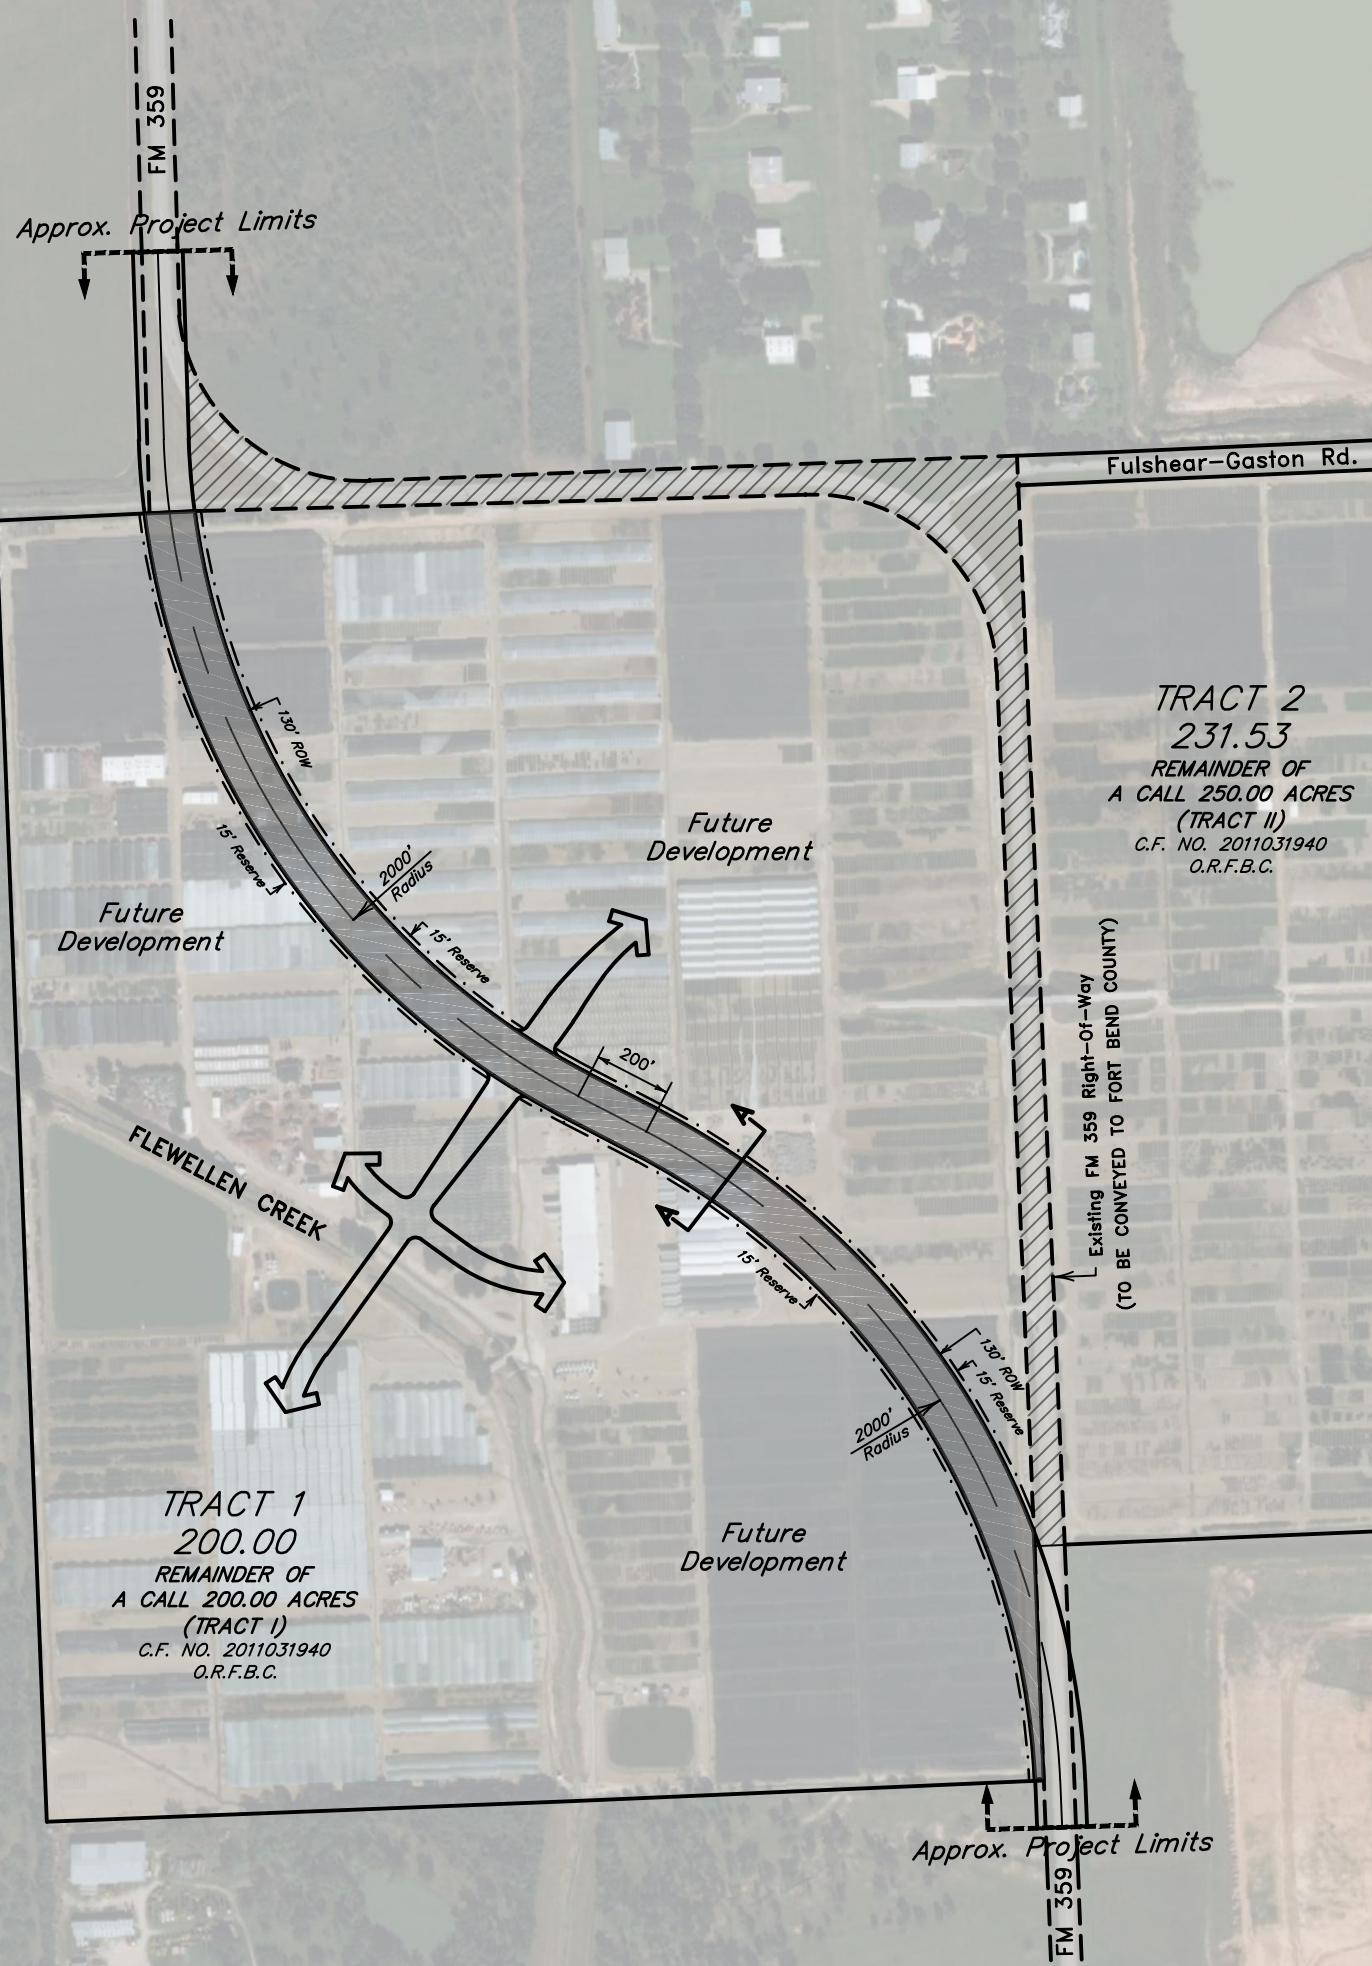 FM 359
Approx. Project Limits
Fulshear-Gaston Rd.
130' ROW
TRACT 2
231.53
REMAINDER OF
A CALL 250.00 ACRES
(TRACT II)
C.F. NO. 2011031940
O.R.F.B.C.
15' Reserve
2000'
Radius
Future
Development
Future
Development
15' Reserve
200'
A
A
FLEWELLEN CREEK
Existing FM 359 Right-Of-Way
(TO BE CONVEYED TO FORT BEND COUNTY)
15' Reserve
130' ROW
15' Reserve
2000'
Radius
TRACT 1
200.00
REMAINDER OF
A CALL 200.00 ACRES
(TRACT I)
C.F. NO. 2011031940
O.R.F.B.C.
Future
Development
Approx. Project Limits
FM 359